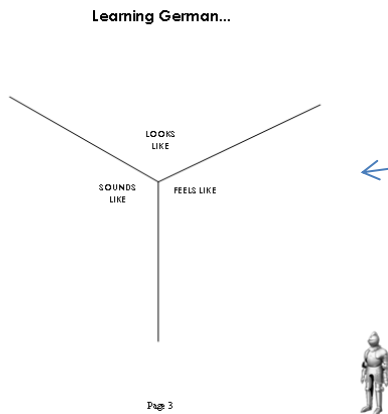 Learning German...
LOOKS
LIKE
SOUNDS
LIKE
FEELS LIKE
Page 3